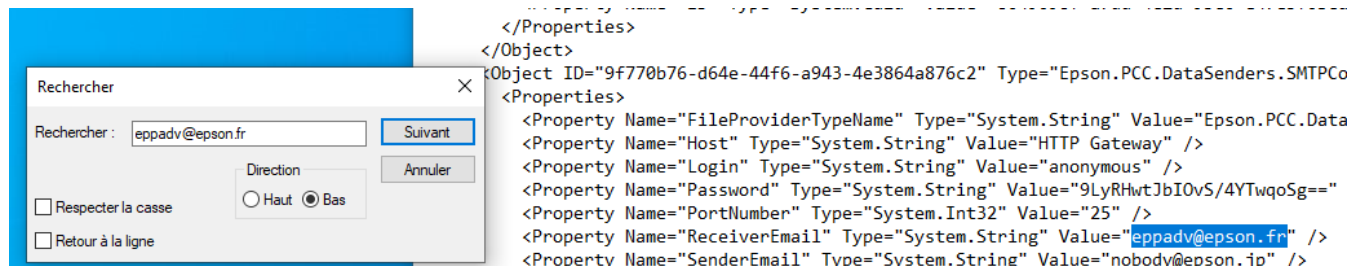 </Properties>
</Object>
<Object ID="9f770b76-d64e-44f6-a943-4e3864a876c2" Type="Epson.PCC.DataSenders.SMTPCo
<Properties>
<Property Name="FileProviderTypeName" Type="System.String" Value="Epson.PCC.Data
<Property Name="Host" Type="System.String" Value="HTTP Gateway" />
<Property Name="Login" Type="System.String" Value="anonymous" />
<Property Name="Password" Type="System.String" Value="9LyRHwtJbIOvS/4YTwqoSg=="
<Property Name="PortNumber" Type="System.Int32" Value="25" />
<Property Name="ReceiverEmail" Type="System.String" Value="eppadv@epson.fr" />
<Property Name="SenderEmail" Type="System.String" Value="nobody@epson.jp" />
Rechercher
Rechercher : eppadv@epson.fr Suivant
Direction Annuler
Haut Bas
Respecter la casse
Retour à la ligne